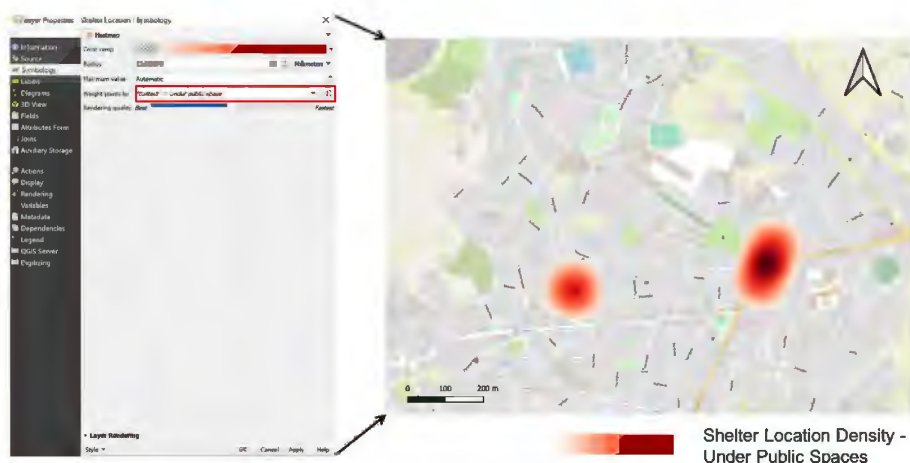 Layer Properties Shelter Location Symbology
Heatmap
Information
Source
Symbology
Labels
Diagrams
3D View
Fields
Attributes Form
Joins
Auxiliary Storage
Actions
Display
Rendering
Variables
Metadata
Dependencies
Legend
QGIS Server
Digitizing
Color ramp
Radius
Millimeters
Maximum value Automatic
Weight points by under public space
Rendering quality Best Fastest
Layer Rendering
Style OK Cancel Apply Help
0 100 200 m
Shelter Location Density -
Under Public Spaces